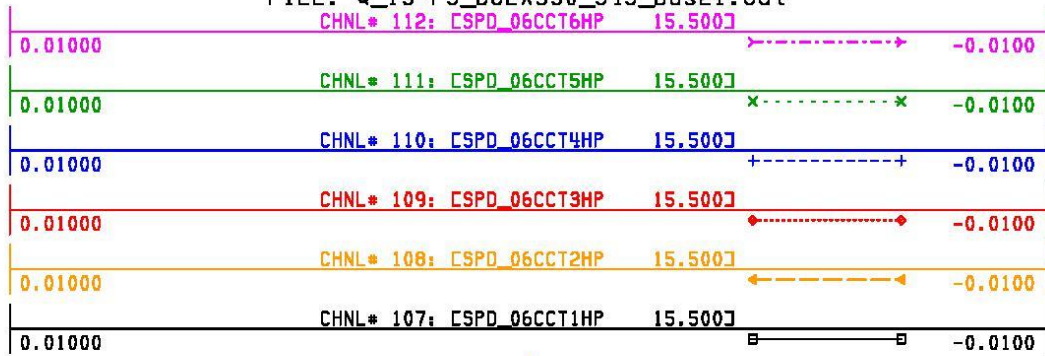 CHNL# 112: [SPD_06CCT6HP 15.500]
0.01000 -0.0100
CHNL# 111: [SPD_06CCT5HP 15.500]
0.01000 -0.0100
CHNL# 110: [SPD_06CCT4HP 15.500]
0.01000 -0.0100
CHNL# 109: [SPD_06CCT3HP 15.500]
0.01000 -0.0100
CHNL# 108: [SPD_06CCT2HP 15.500]
0.01000 -0.0100
CHNL# 107: [SPD_06CCT1HP 15.500]
0.01000 -0.0100